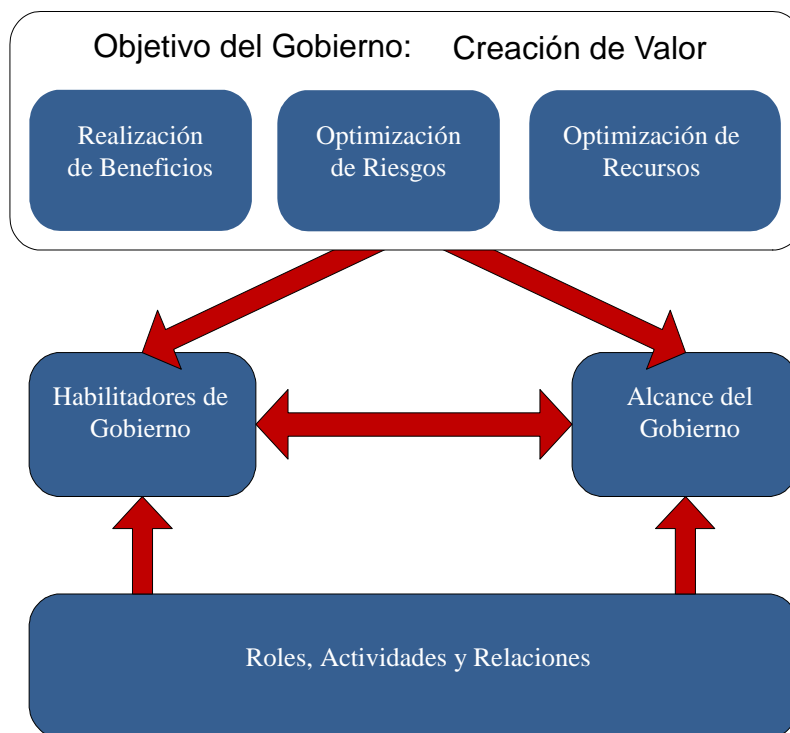 Objetivo del Gobierno: Creación de Valor
Realización
de Beneficios
Optimización
de Riesgos
Optimización de
Recursos
Habilitadores de
Gobierno
Alcance del
Gobierno
Roles, Actividades y Relaciones